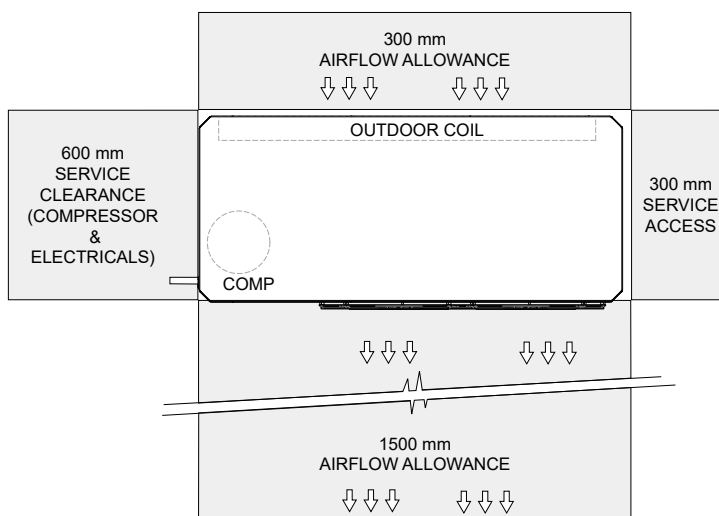 300 mm
AIRFLOW ALLOWANCE
OUTDOOR COIL
600 mm
SERVICE
CLEARANCE
(COMPRESSOR
&
ELECTRICALS)
300 mm
SERVICE
ACCESS
COMP
1500 mm
AIRFLOW ALLOWANCE